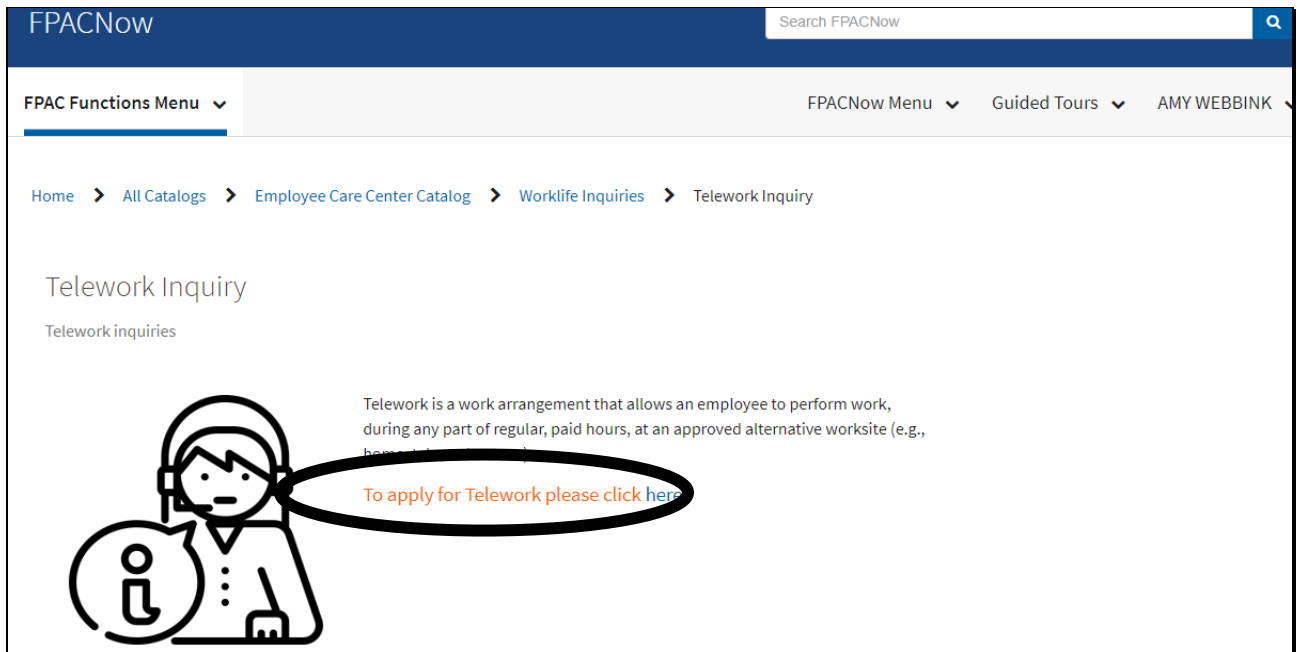 FPACNow
Search FPACNow
FPAC Functions Menu
FPACNow Menu
Guided Tours
AMY WEBBINK
Home
All Catalogs
Employee Care Center Catalog
Worklife Inquiries
Telework Inquiry
Telework Inquiry
Telework inquiries
Telework is a work arrangement that allows an employee to perform work,
during any part of regular, paid hours, at an approved alternative worksite (e.g.,
To apply for Telework please click here
i